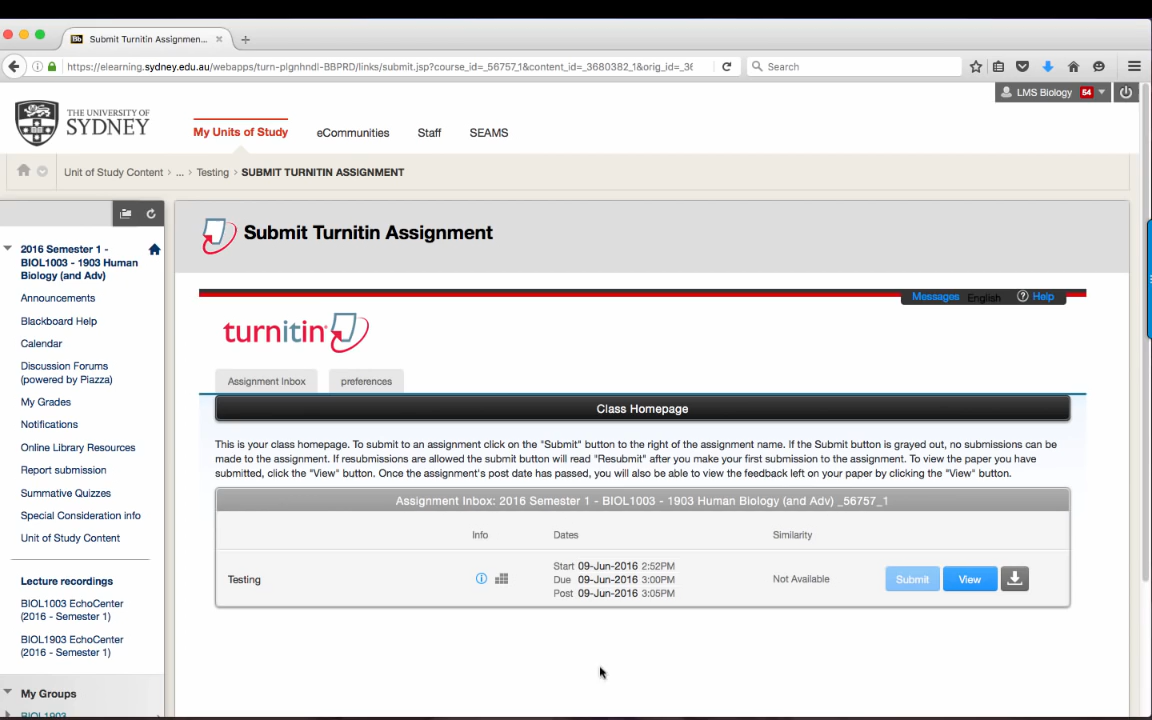 Submit Turnitin Assignmen...
https://elearning.sydney.edu.au/webapps/turn-plgnhndl-BBPRD/links/submit.jsp?course_id=_56757_1&content_id=_3680382_1&orig_id=_3€
Search
LMS Biology 54
THE UNIVERSITY OF
SYDNEY
My Units of Study
eCommunities
Staff
SEAMS
Unit of Study Content > ... > Testing > SUBMIT TURNITIN ASSIGNMENT
Submit Turnitin Assignment
2016 Semester 1 -
BIOL1003 - 1903 Human
Biology (and Adv)
Announcements
Blackboard Help
Calendar
Discussion Forums
(powered by Piazza)
My Grades
Notifications
Online Library Resources
Report submission
Summative Quizzes
Special Consideration info
Unit of Study Content
Lecture recordings
BIOL1003 EchoCenter
(2016 - Semester 1)
BIOL1903 EchoCenter
(2016 - Semester 1)
My Groups
BIOL1903
Messages English Help
turnitin
Assignment Inbox
preferences
Class Homepage
This is your class homepage. To submit to an assignment click on the "Submit" button to the right of the assignment name. If the Submit button is grayed out, no submissions can be
made to the assignment. If resubmissions are allowed the submit button will read "Resubmit" after you make your first submission to the assignment. To view the paper you have
submitted, click the "View" button. Once the assignment's post date has passed, you will also be able to view the feedback left on your paper by clicking the "View" button.
Assignment Inbox: 2016 Semester 1 - BIOL1003 - 1903 Human Biology (and Adv) _56757_1
Info
Dates
Similarity
Testing
Start 09-Jun-2016 2:52PM
Due 09-Jun-2016 3:00PM
Post 09-Jun-2016 3:05PM
Not Available
Submit
View